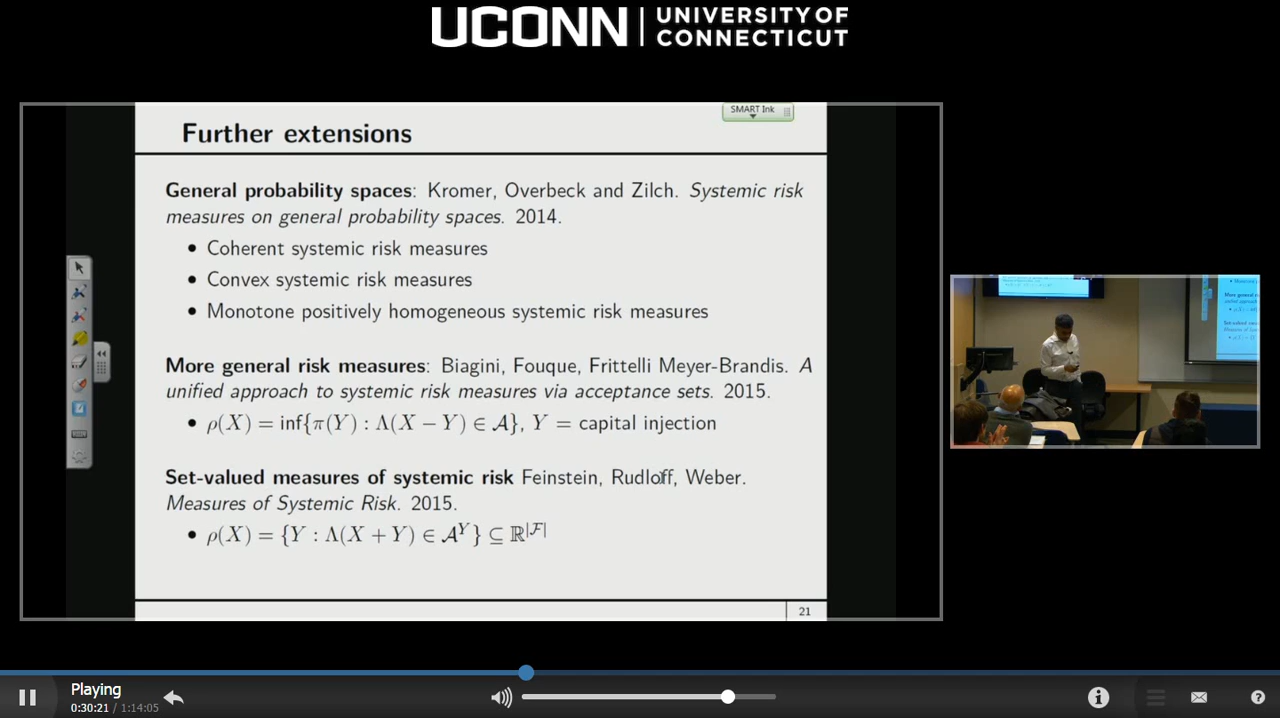 UCONN | UNIVERSITY OF CONNECTICUT
SMART Ink
Further extensions
General probability spaces: Kromer, Overbeck and Zilch. Systemic risk
measures on general probability spaces. 2014.
• Coherent systemic risk measures
• Convex systemic risk measures
• Monotone positively homogeneous systemic risk measures
More general risk measures: Biagini, Fouque, Frittelli Meyer-Brandis. A
unified approach to systemic risk measures via acceptance sets. 2015.
• ρ(X) = inf{π(Y) : Λ(X − Y) ∈ 𝒜}, Y = capital injection
Set-valued measures of systemic risk Feinstein, Rudloff, Weber.
Measures of Systemic Risk. 2015.
• ρ(X) = {Y : Λ(X + Y) ∈ 𝒜^Y} ⊆ ℝ^|ℱ|
21
Playing
0:30:21 / 1:14:05